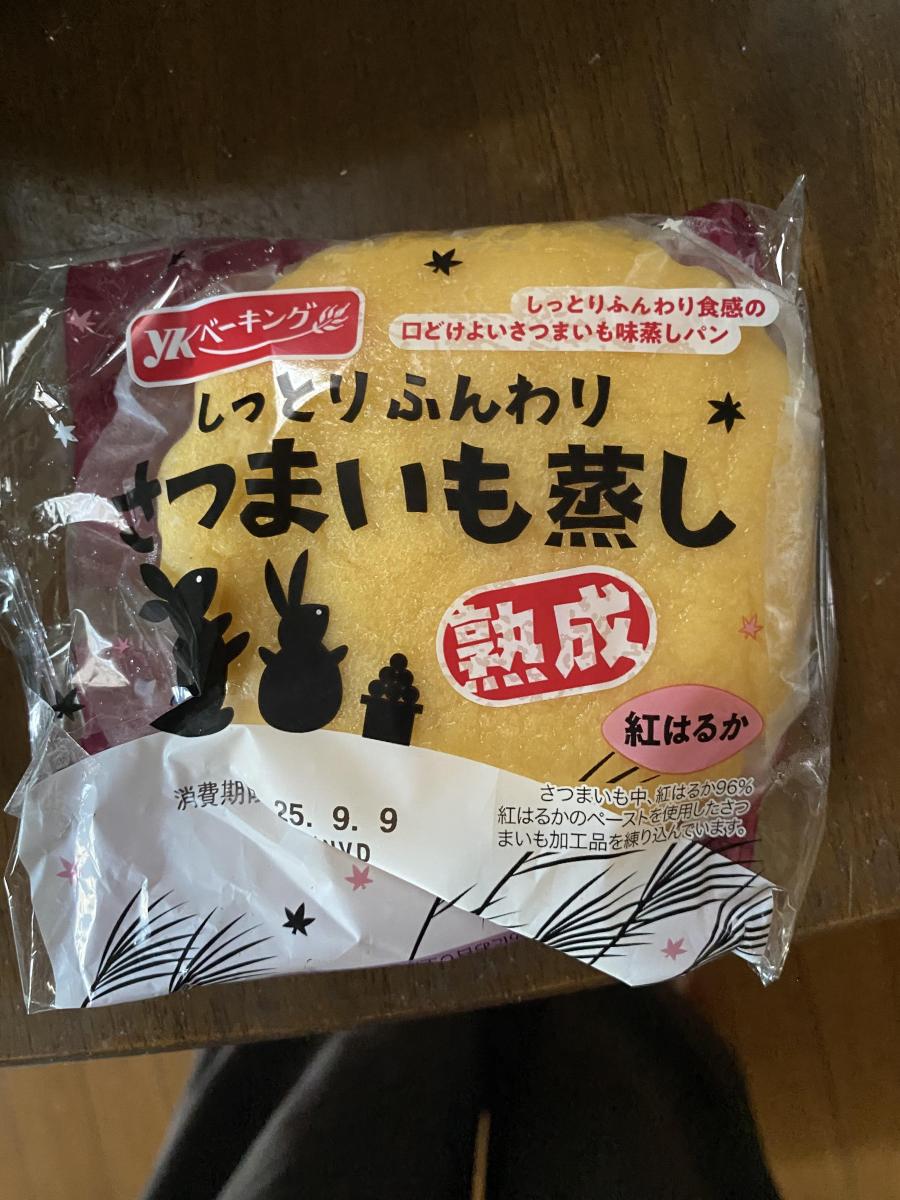 しっとりふんわり食感の
口どけよいさつまいも味蒸しパン
YKベーキング
しっとりふんわり
さつまいも蒸し
熟成
紅はるか
消費期限 25. 9. 9
さつまいも中、紅はるか96%
紅はるかのペーストを使用したさつ
まいも加工品を練り込んでいます。